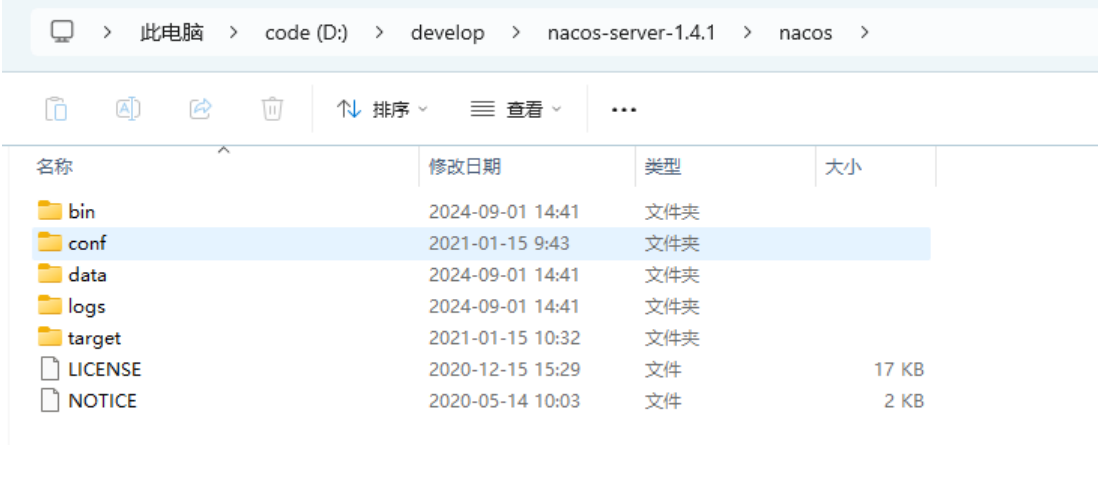 此电脑 > code (D:) > develop > nacos-server-1.4.1 > nacos >
排序 查看 •••
名称 修改日期 类型 大小
bin 2024-09-01 14:41 文件夹
conf 2021-01-15 9:43 文件夹
data 2024-09-01 14:41 文件夹
logs 2024-09-01 14:41 文件夹
target 2021-01-15 10:32 文件夹
LICENSE 2020-12-15 15:29 文件 17 KB
NOTICE 2020-05-14 10:03 文件 2 KB